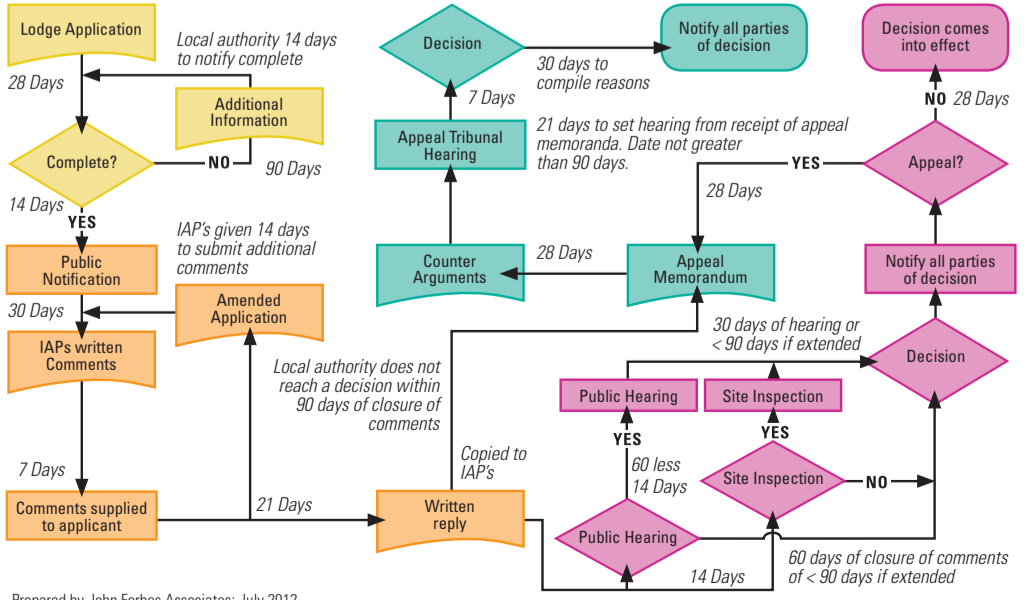 Lodge Application
28 Days
Local authority 14 days
to notify complete
Additional
Information
Complete?
NO
90 Days
14 Days
YES
Public
Notification
IAP's given 14 days
to submit additional
comments
30 Days
Amended
Application
IAPs written
Comments
Local authority does not
reach a decision within
90 days of closure of
comments
7 Days
Comments supplied
to applicant
21 Days
Copied to
IAP's
Written
reply
Decision
30 days to
compile reasons
Notify all parties
of decision
7 Days
Appeal Tribunal
Hearing
21 days to set hearing from receipt of appeal
memoranda. Date not greater
than 90 days.
Counter
Arguments
28 Days
Appeal
Memorandum
28 Days
YES
Decision comes
into effect
NO
28 Days
Appeal?
Notify all parties
of decision
30 days of hearing or
< 90 days if extended
Decision
Public Hearing
Site Inspection
YES
YES
60 less
14 Days
Site Inspection
NO
Public Hearing
14 Days
60 days of closure of comments
of < 90 days if extended
Prepared by John Forbes Associates: July 2012